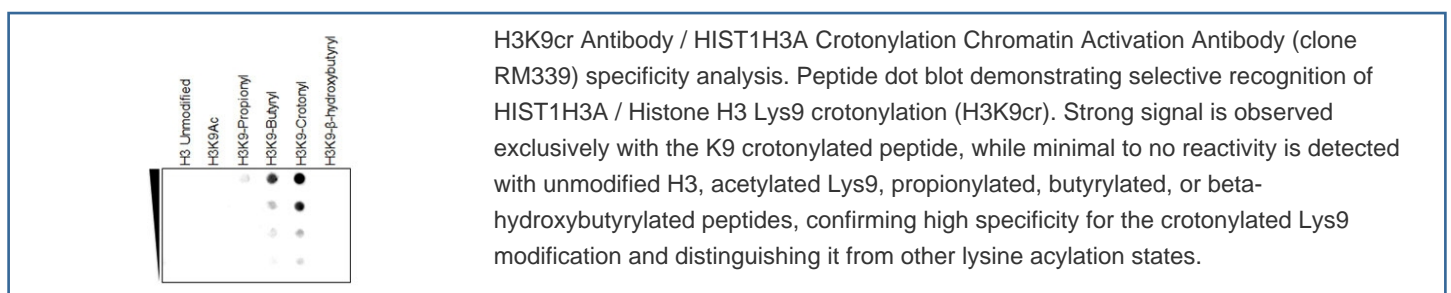 H3 Unmodified
H3K9Ac
H3K9-Propionyl
H3K9-Butyryl
H3K9-Crotonyl
H3K9-β-hydroxybutyryl
H3K9cr Antibody / HIST1H3A Crotonylation Chromatin Activation Antibody (clone
RM339) specificity analysis. Peptide dot blot demonstrating selective recognition of
HIST1H3A / Histone H3 Lys9 crotonylation (H3K9cr). Strong signal is observed
exclusively with the K9 crotonylated peptide, while minimal to no reactivity is detected
with unmodified H3, acetylated Lys9, propionylated, butyrylated, or beta-
hydroxybutyrylated peptides, confirming high specificity for the crotonylated Lys9
modification and distinguishing it from other lysine acylation states.